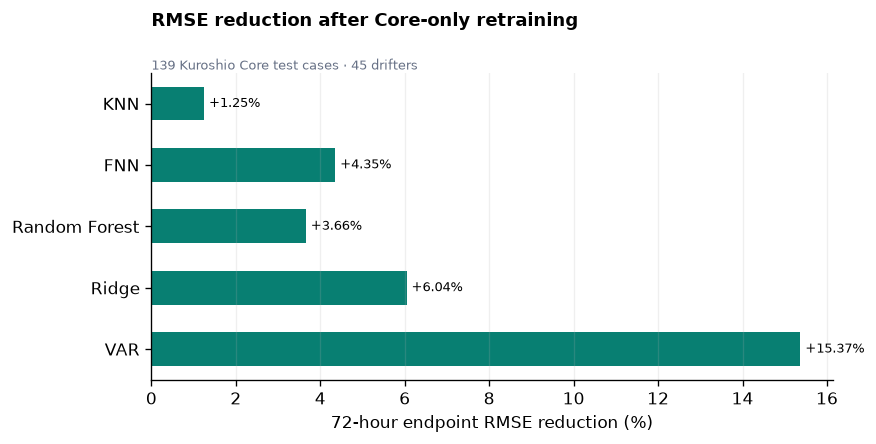 RMSE reduction after Core-only retraining
139 Kuroshio Core test cases · 45 drifters
KNN +1.25%
FNN +4.35%
Random Forest +3.66%
Ridge +6.04%
VAR +15.37%
0 2 4 6 8 10 12 14 16
72-hour endpoint RMSE reduction (%)